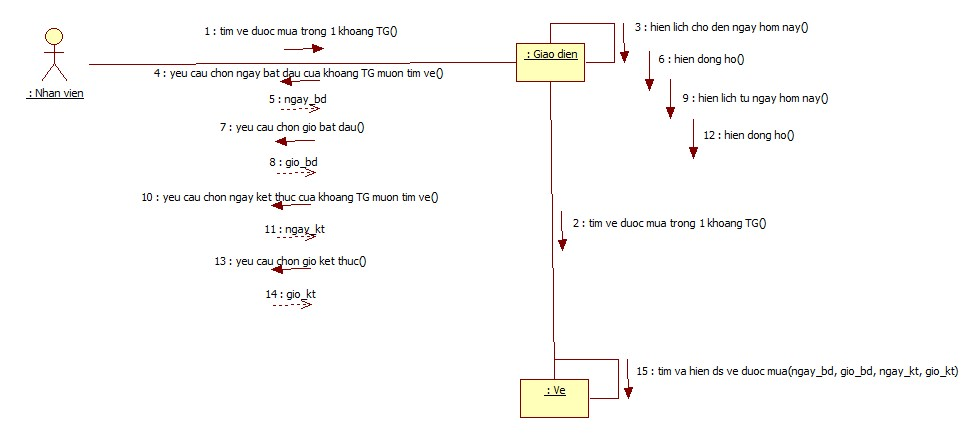 1 : tim ve duoc mua trong 1 khoang TG()
3 : hien lich cho den ngay hom nay()
: Giao dien
6 : hien dong ho()
4 : yeu cau chon ngay bat dau cua khoang TG muon tim ve()
: Nhan vien
5 : ngay_bd
9 : hien lich tu ngay hom nay()
7 : yeu cau chon gio bat dau()
12 : hien dong ho()
8 : gio_bd
10 : yeu cau chon ngay ket thuc cua khoang TG muon tim ve()
2 : tim ve duoc mua trong 1 khoang TG()
11 : ngay_kt
13 : yeu cau chon gio ket thuc()
14 : gio_kt
15 : tim va hien ds ve duoc mua(ngay_bd, gio_bd, ngay_kt, gio_kt)
: Ve